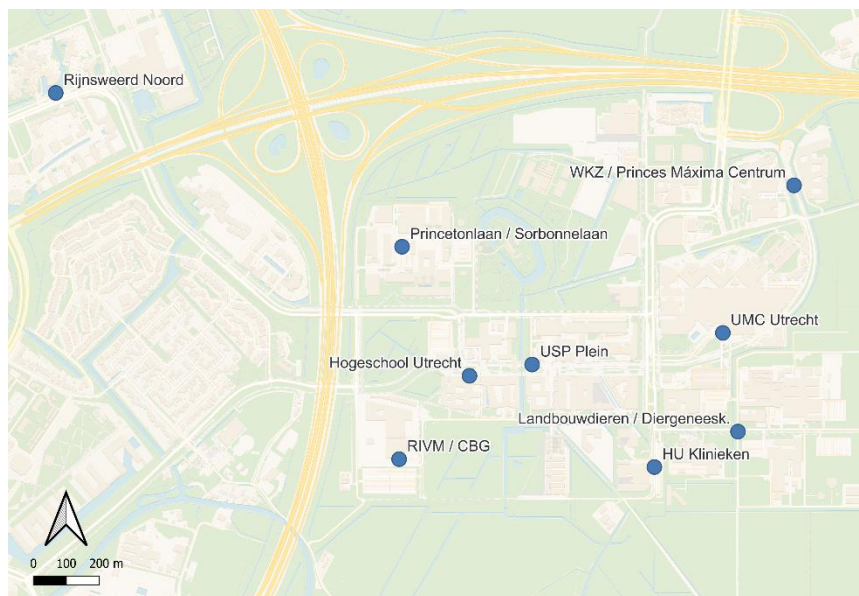 Rijnsweerd Noord
WKZ / Princes Máxima Centrum
Princetonlaan / Sorbonnelaan
UMC Utrecht
USP Plein
Hogeschool Utrecht
Landbouwdieren / Diergeneesk.
RIVM / CBG
HU Klinieken
0 100 200 m